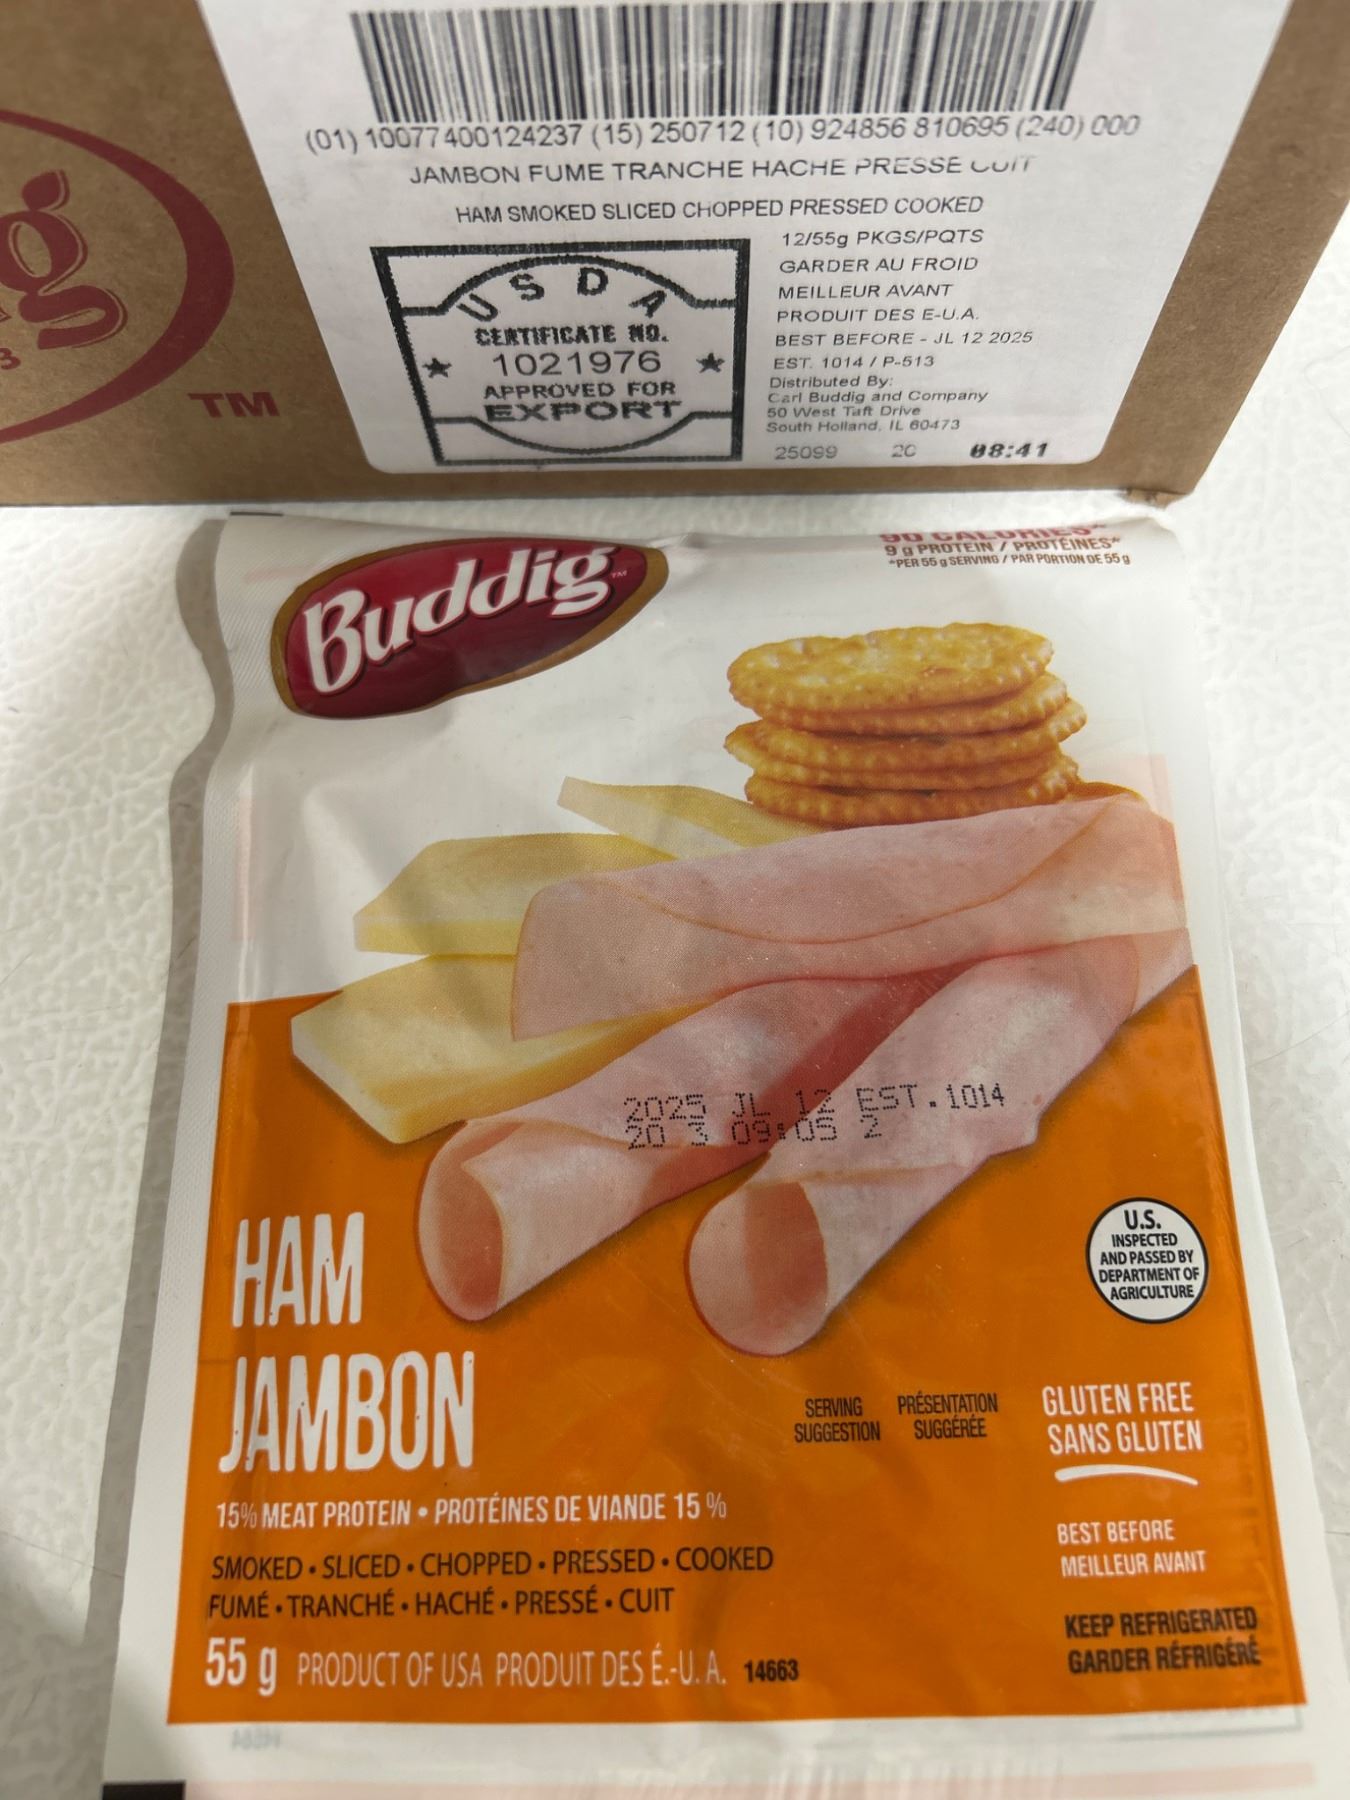 g
3
TM
(01) 10077400124237 (15) 250712 (10) 924856 810695 (240) 000
JAMBON FUME TRANCHE HACHE PRESSE CUIT
HAM SMOKED SLICED CHOPPED PRESSED COOKED
USDA
CERTIFICATE NO.
1021976
APPROVED FOR
EXPORT
12/55g PKGS/PQTS
GARDER AU FROID
MEILLEUR AVANT
PRODUIT DES E-U.A.
BEST BEFORE - JL 12 2025
EST. 1014 / P-513
Distributed By:
Carl Buddig and Company
50 West Taft Drive
South Holland, IL 60473
25099 20 08:41
Buddig TM
90 CALORIES*
9 g PROTEIN / PROTÉINES*
*PER 55 g SERVING / PAR PORTION DE 55 g
2025 JL 12 EST.1014
20 3 09:05 2
U.S.
INSPECTED
AND PASSED BY
DEPARTMENT OF
AGRICULTURE
HAM
JAMBON
SERVING
SUGGESTION
PRÉSENTATION
SUGGÉRÉE
GLUTEN FREE
SANS GLUTEN
15% MEAT PROTEIN • PROTÉINES DE VIANDE 15 %
SMOKED • SLICED • CHOPPED • PRESSED • COOKED
FUMÉ • TRANCHÉ • HACHÉ • PRESSÉ • CUIT
BEST BEFORE
MEILLEUR AVANT
KEEP REFRIGERATED
GARDER RÉFRIGÉRÉ
55 g PRODUCT OF USA PRODUIT DES É.-U. A. 14663